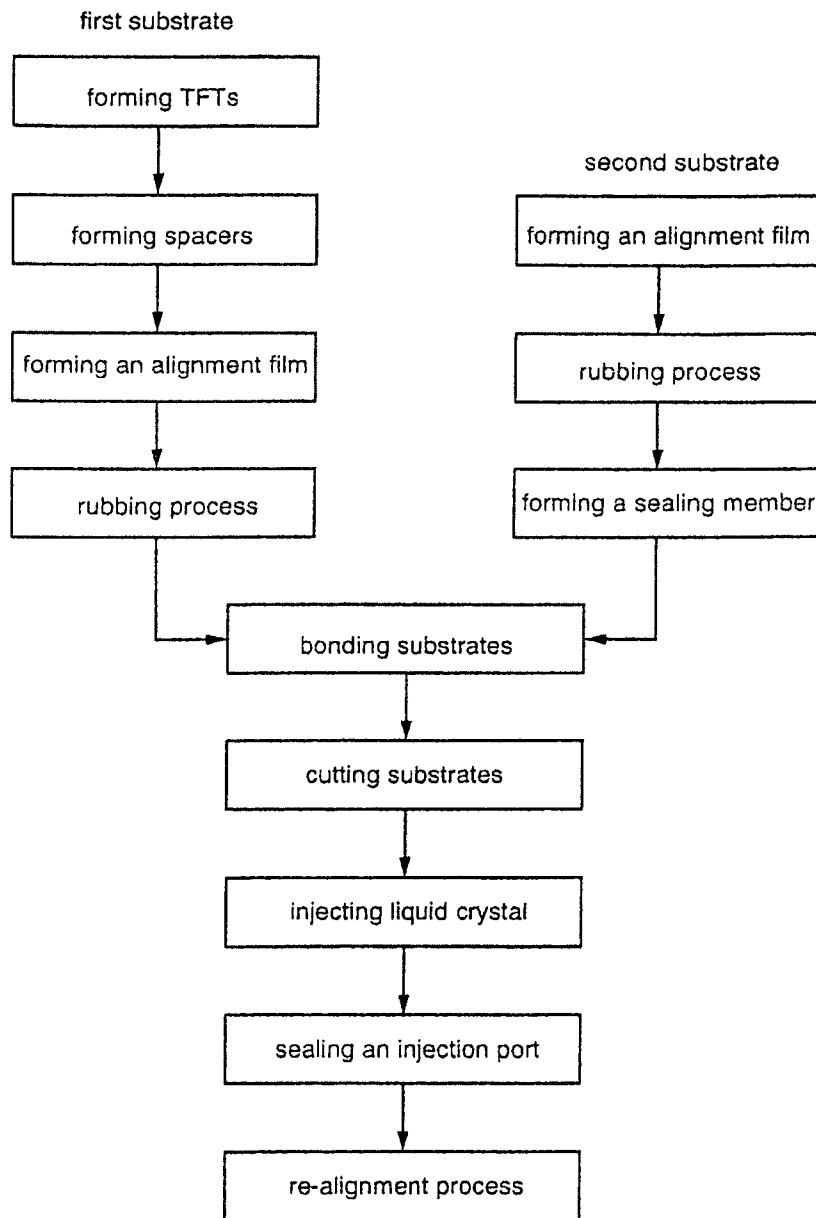 first substrate
forming TFTs
forming spacers
forming an alignment film
rubbing process
second substrate
forming an alignment film
rubbing process
forming a sealing member
bonding substrates
cutting substrates
injecting liquid crystal
sealing an injection port
re-alignment process